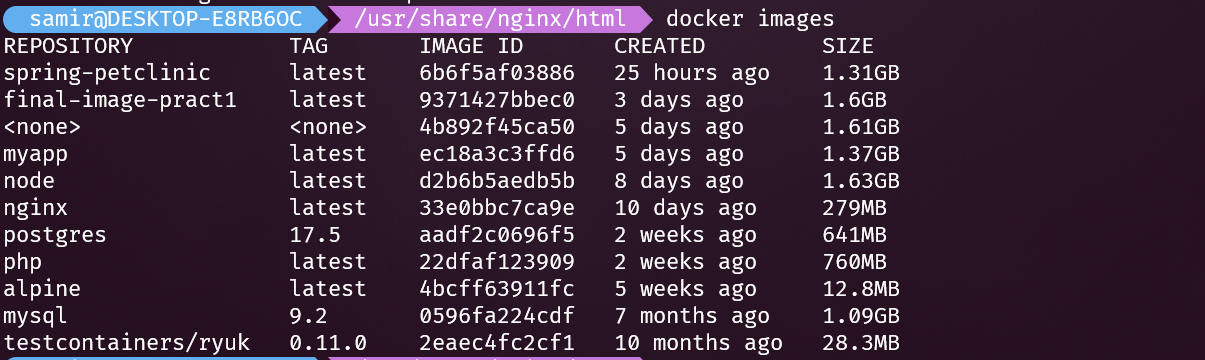 samir@DESKTOP-E8RB6OC /usr/share/nginx/html docker images
REPOSITORY TAG IMAGE ID CREATED SIZE
spring-petclinic latest 6b6f5af03886 25 hours ago 1.31GB
final-image-pract1 latest 9371427bbec0 3 days ago 1.6GB
<none> <none> 4b892f45ca50 5 days ago 1.61GB
myapp latest ec18a3c3ffd6 5 days ago 1.37GB
node latest d2b6b5aedb5b 8 days ago 1.63GB
nginx latest 33e0bbc7ca9e 10 days ago 279MB
postgres 17.5 aadf2c0696f5 2 weeks ago 641MB
php latest 22dfaf123909 2 weeks ago 760MB
alpine latest 4bcff63911fc 5 weeks ago 12.8MB
mysql 9.2 0596fa224cdf 7 months ago 1.09GB
testcontainers/ryuk 0.11.0 2eaec4fc2cf1 10 months ago 28.3MB